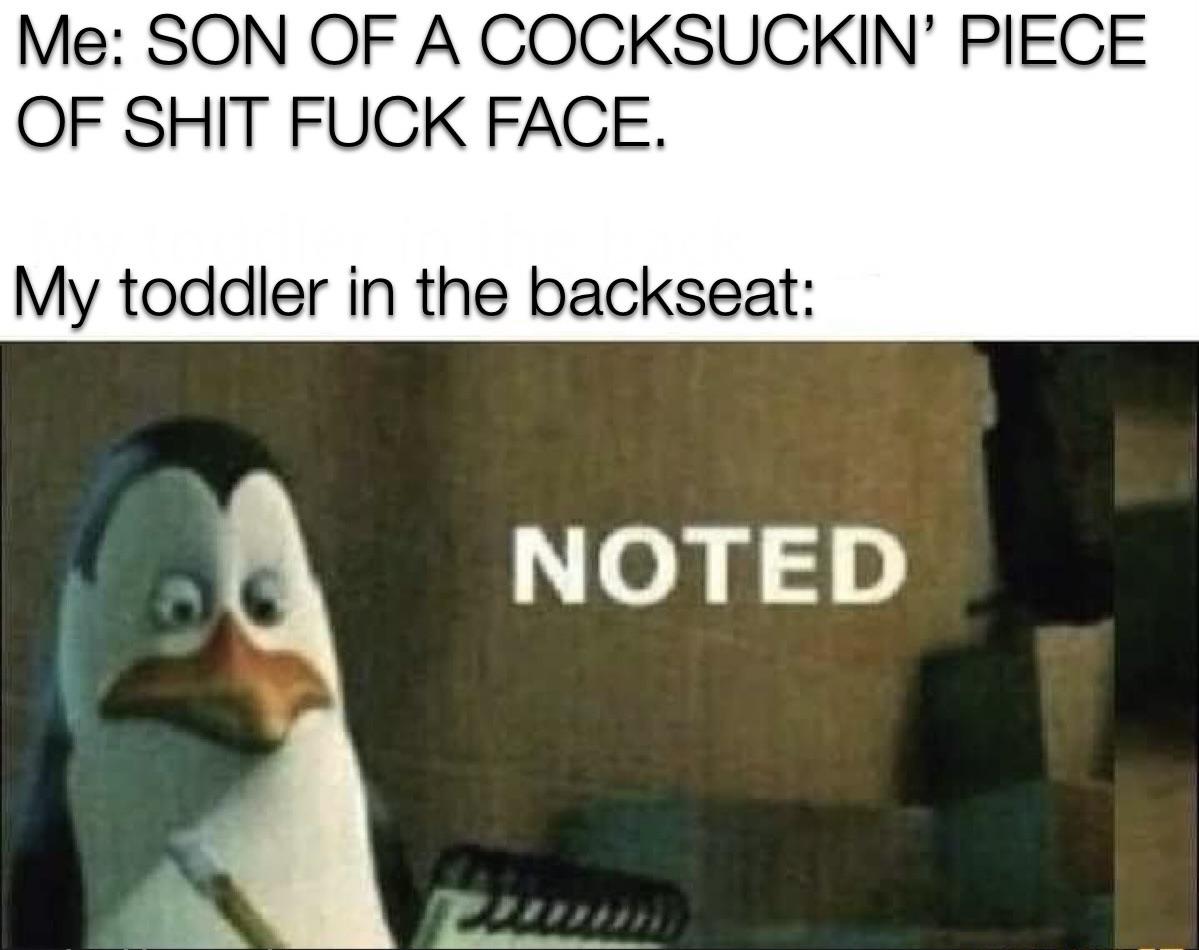 Me: SON OF A COCKSUCKIN’ PIECE
OF SHIT FUCK FACE.
My toddler in the backseat:
NOTED